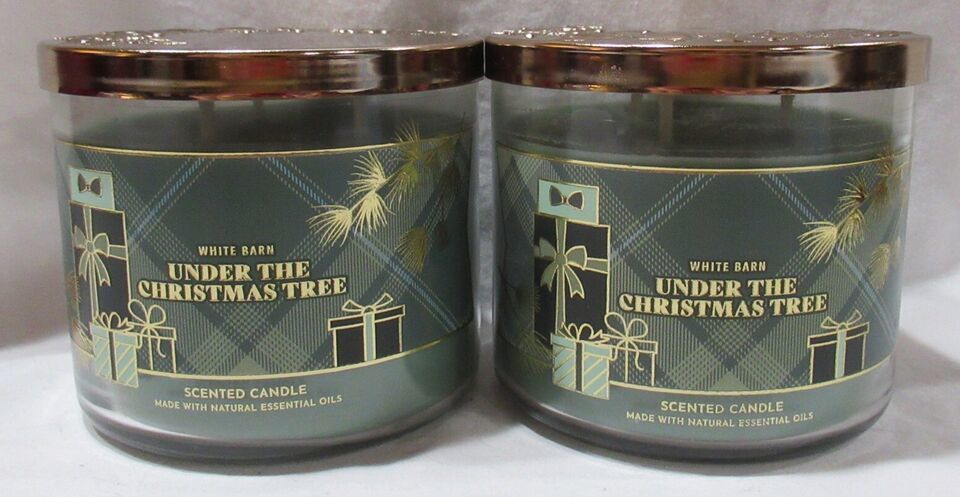 WHITE BARN
UNDER THE
CHRISTMAS TREE
SCENTED CANDLE
MADE WITH NATURAL ESSENTIAL OILS
WHITE BARN
UNDER THE
CHRISTMAS TREE
SCENTED CANDLE
MADE WITH NATURAL ESSENTIAL OILS